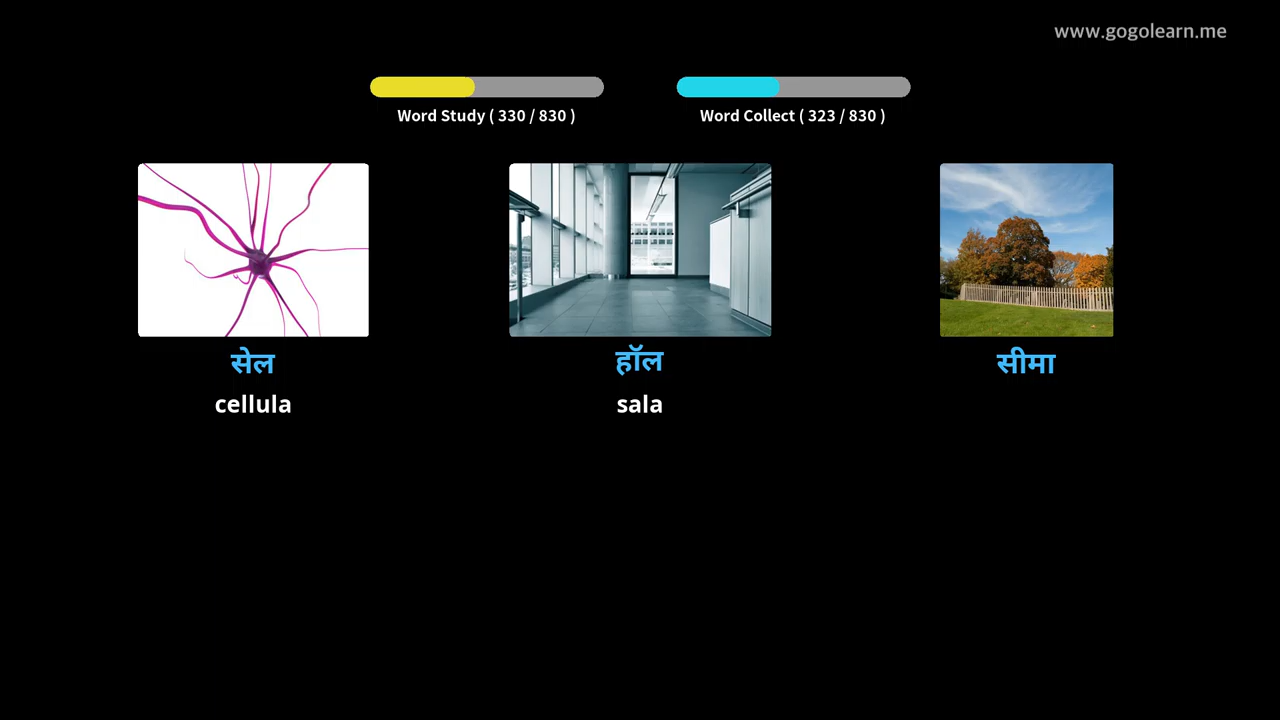 www.gogolearn.me
Word Study ( 330 / 830 )
Word Collect ( 323 / 830 )
सेल
हॉल
सीमा
cellula
sala